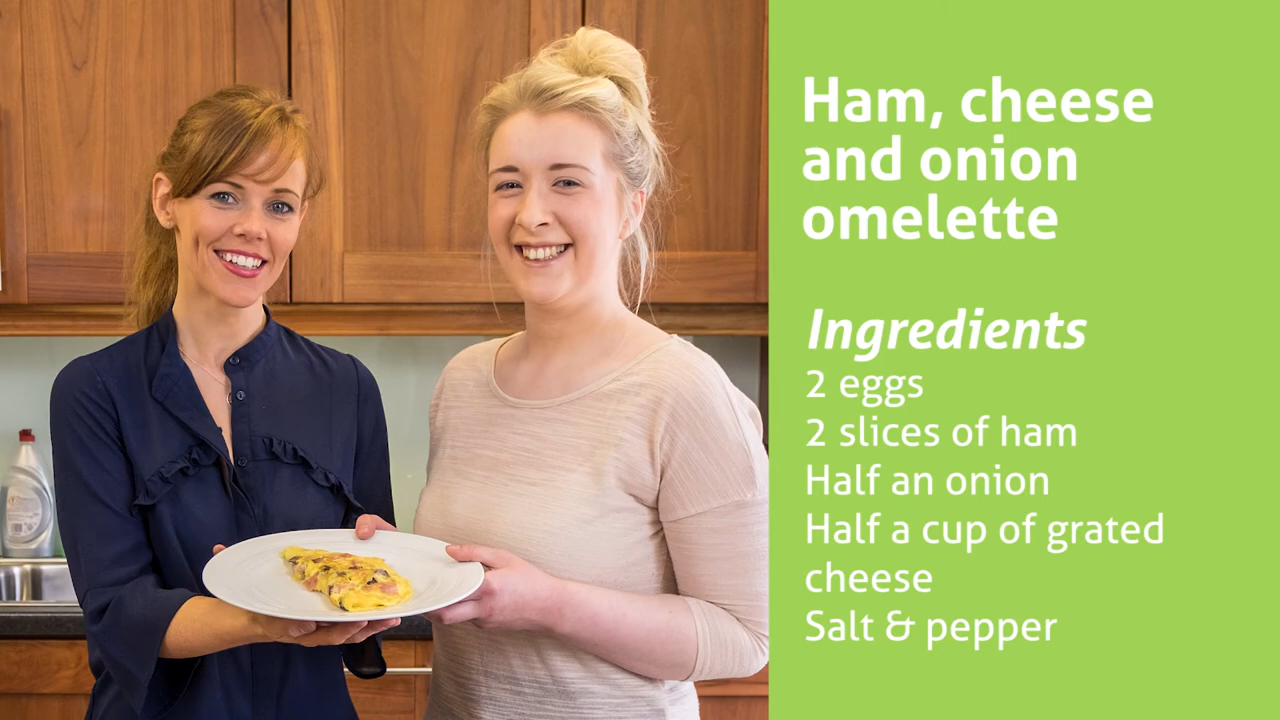 Ham, cheese
and onion
omelette
Ingredients
2 eggs
2 slices of ham
Half an onion
Half a cup of grated
cheese
Salt & pepper